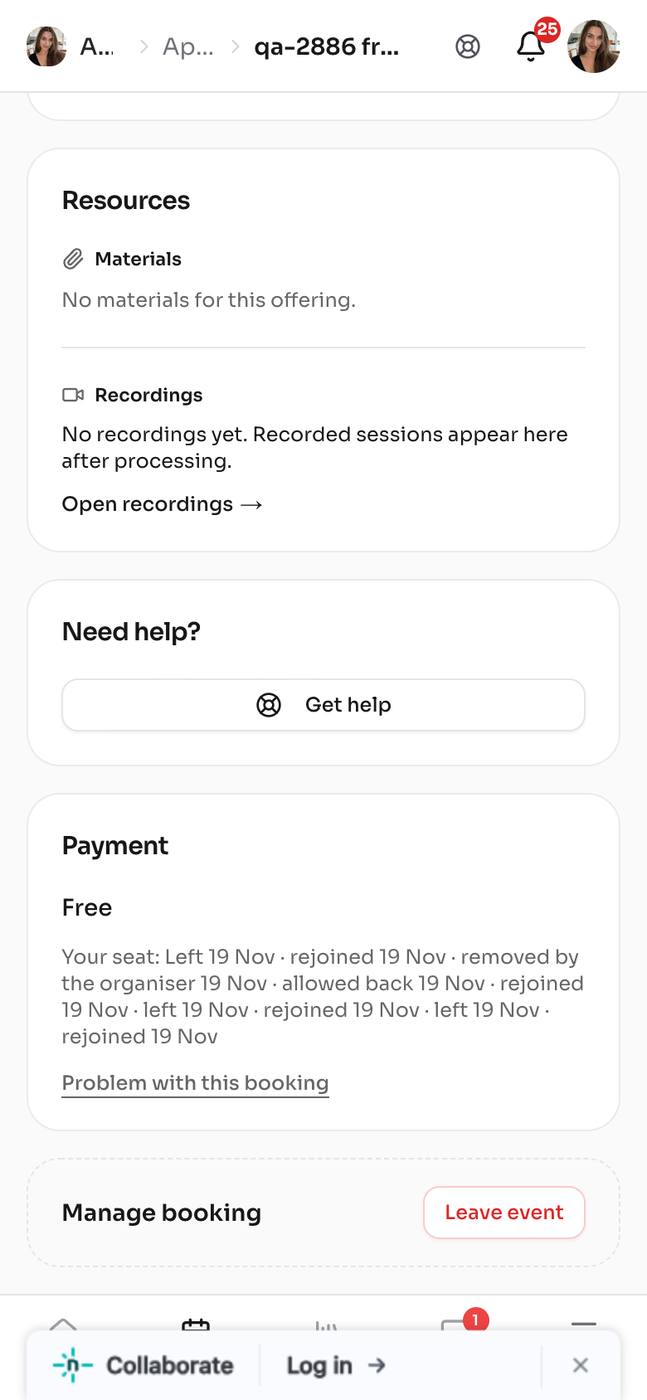 A... Ap... qa-2886 fr... 25
Resources
Materials
No materials for this offering.
Recordings
No recordings yet. Recorded sessions appear here
after processing.
Open recordings →
Need help?
Get help
Payment
Free
Your seat: Left 19 Nov · rejoined 19 Nov · removed by
the organiser 19 Nov · allowed back 19 Nov · rejoined
19 Nov · left 19 Nov · rejoined 19 Nov · left 19 Nov ·
rejoined 19 Nov
Problem with this booking
Manage booking
Leave event
1
n Collaborate Log in →